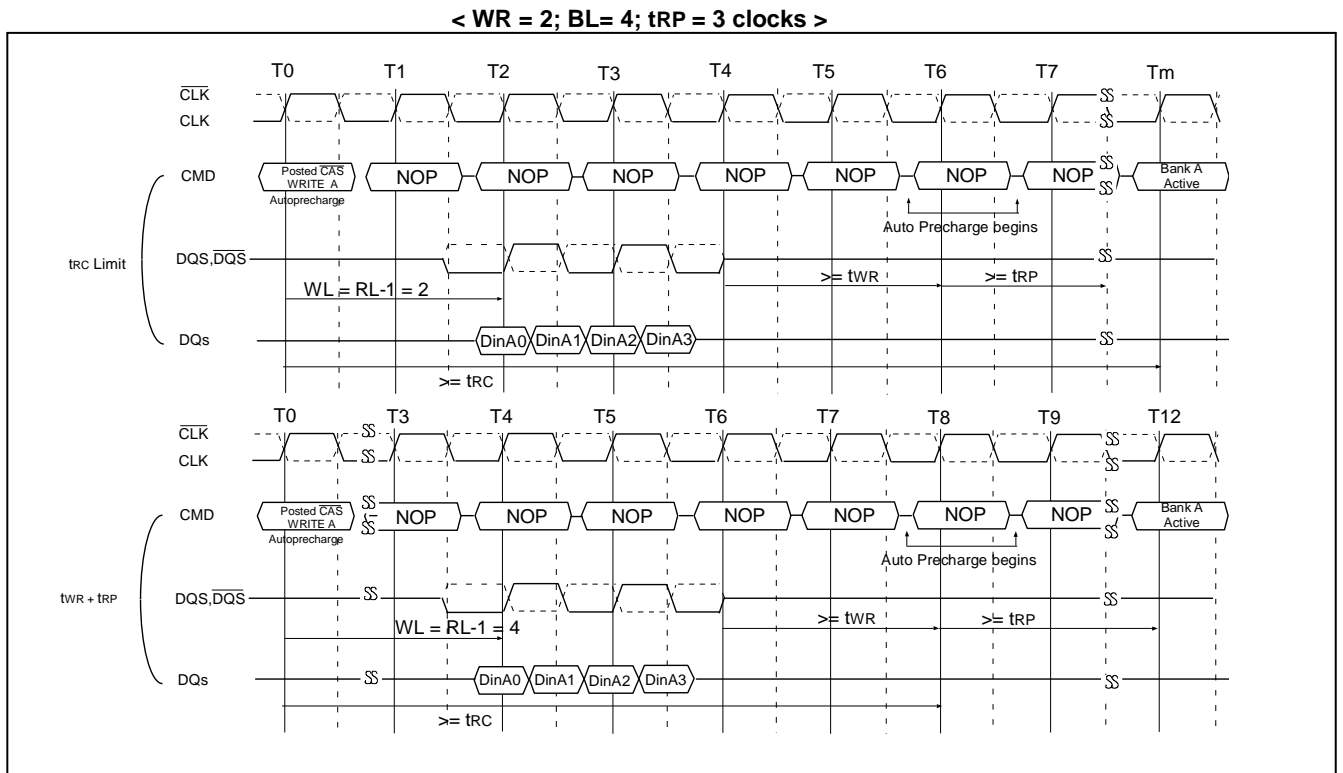 < WR = 2; BL= 4; tRP = 3 clocks >
T0 T1 T2 T3 T4 T5 T6 T7 Tm
CLK
CLK
CMD
Posted CAS
WRITE A
Autoprecharge
NOP NOP NOP NOP NOP NOP NOP
Bank A
Active
Auto Precharge begins
tRC Limit
DQS,DQS
>= tWR >= tRP
WL = RL-1 = 2
DQs
DinA0 DinA1 DinA2 DinA3
>= tRC
T0 T3 T4 T5 T6 T7 T8 T9 T12
CLK
CLK
CMD
Posted CAS
WRITE A
Autoprecharge
NOP NOP NOP NOP NOP NOP NOP
Bank A
Active
Auto Precharge begins
tWR + tRP
DQS,DQS
>= tWR >= tRP
WL = RL-1 = 4
DQs
DinA0 DinA1 DinA2 DinA3
>= tRC